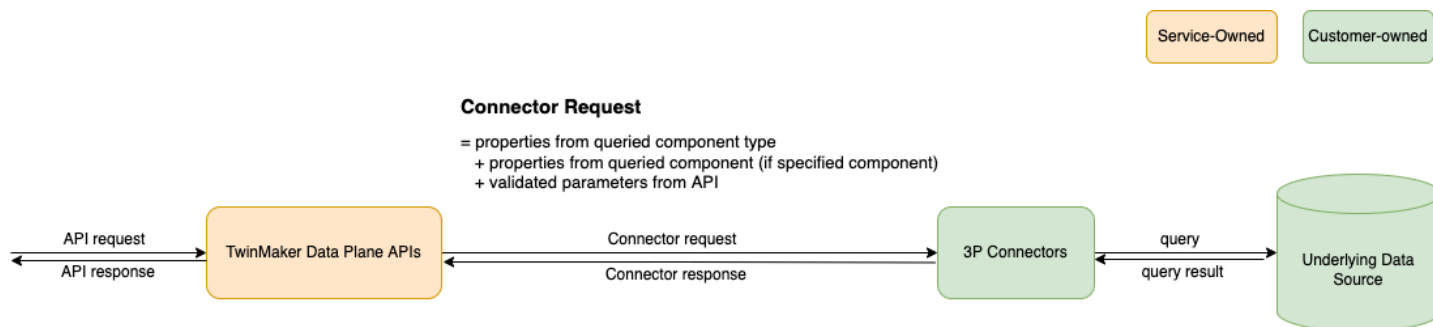 Service-Owned
Customer-owned
Connector Request
= properties from queried component type
+ properties from queried component (if specified component)
+ validated parameters from API
API request
API response
TwinMaker Data Plane APIs
Connector request
Connector response
3P Connectors
query
query result
Underlying Data
Source